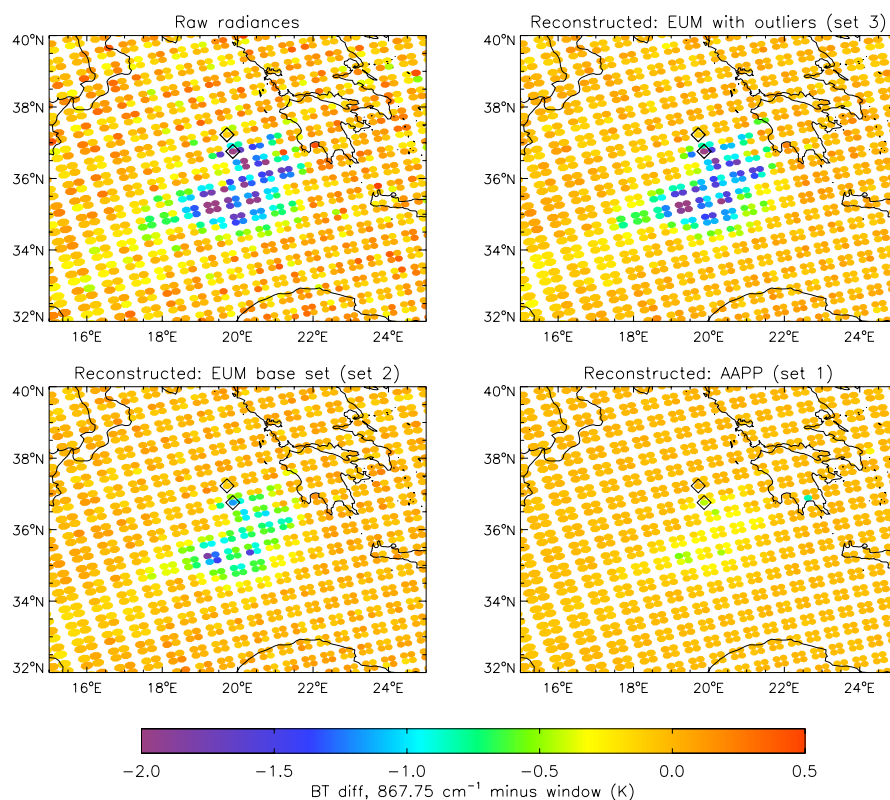 Raw radiances
40°N
38°N
36°N
34°N
32°N
16°E 18°E 20°E 22°E 24°E
Reconstructed: EUM with outliers (set 3)
40°N
38°N
36°N
34°N
32°N
16°E 18°E 20°E 22°E 24°E
Reconstructed: EUM base set (set 2)
40°N
38°N
36°N
34°N
32°N
16°E 18°E 20°E 22°E 24°E
Reconstructed: AAPP (set 1)
40°N
38°N
36°N
34°N
32°N
16°E 18°E 20°E 22°E 24°E
−2.0 −1.5 −1.0 −0.5 0.0 0.5
BT diff, 867.75 cm⁻¹ minus window (K)